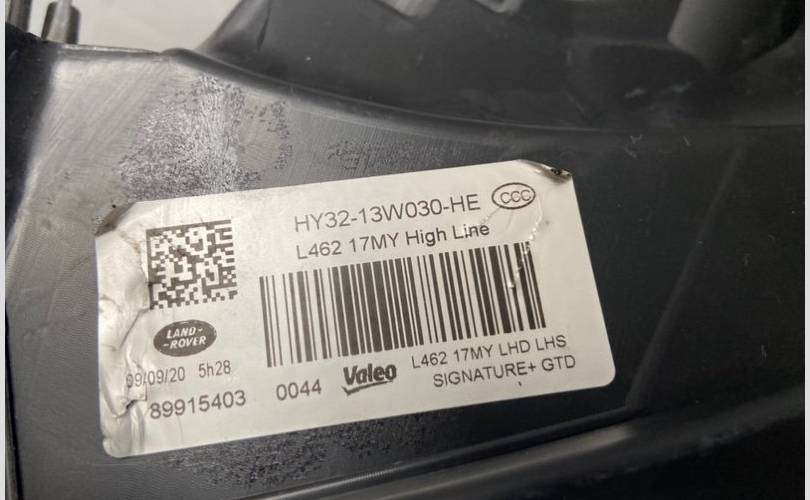 HY32-13W030-HE CCC
L462 17MY High Line
LAND-
-ROVER
09/09/20 5h28
89915403
0044 Valeo
L462 17MY LHD LHS
SIGNATURE+ GTD